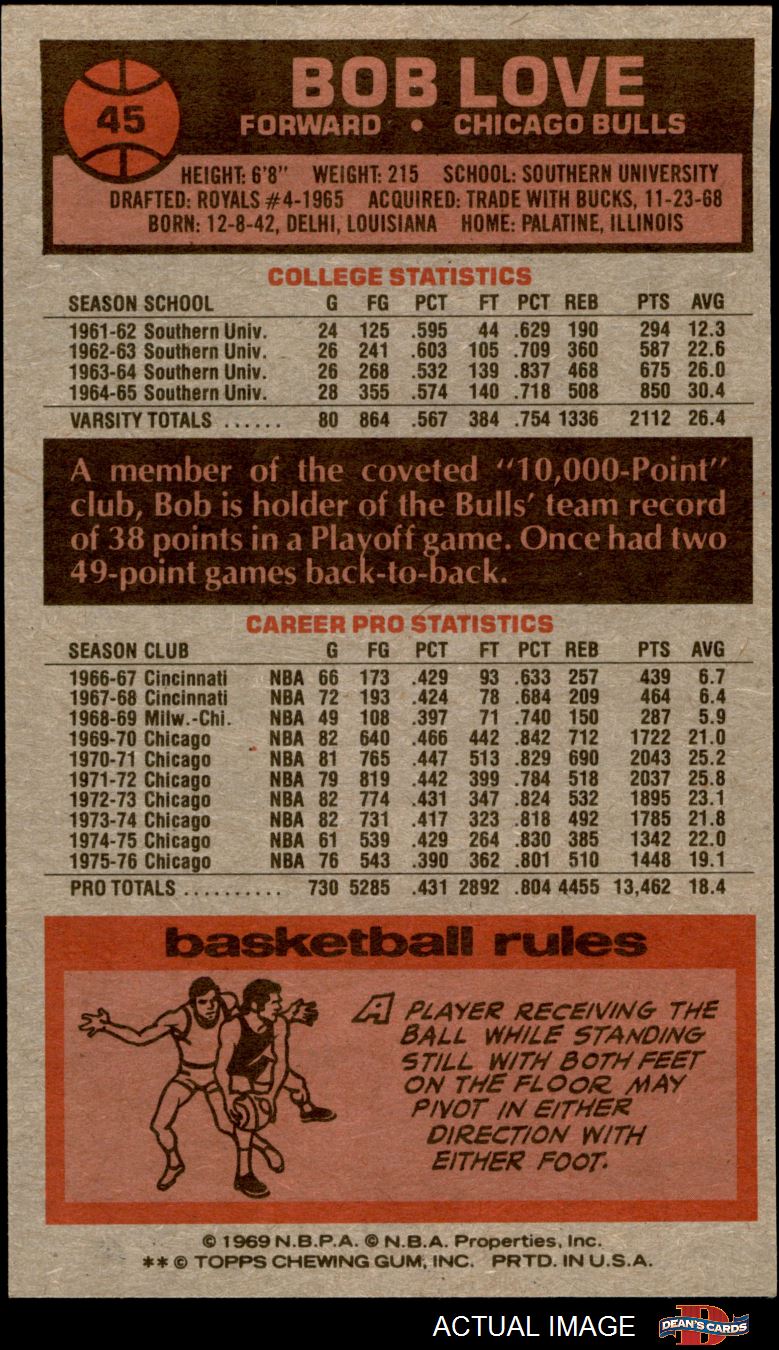 45
BOB LOVE
FORWARD • CHICAGO BULLS
HEIGHT: 6'8" WEIGHT: 215 SCHOOL: SOUTHERN UNIVERSITY
DRAFTED: ROYALS #4-1965 ACQUIRED: TRADE WITH BUCKS, 11-23-68
BORN: 12-8-42, DELHI, LOUISIANA HOME: PALATINE, ILLINOIS
COLLEGE STATISTICS
SEASON SCHOOL G FG PCT FT PCT REB PTS AVG
1961-62 Southern Univ. 24 125 .595 44 .629 190 294 12.3
1962-63 Southern Univ. 26 241 .603 105 .709 360 587 22.6
1963-64 Southern Univ. 26 268 .532 139 .837 468 675 26.0
1964-65 Southern Univ. 28 355 .574 140 .718 508 850 30.4
VARSITY TOTALS ...... 80 864 .567 384 .754 1336 2112 26.4
A member of the coveted "10,000-Point"
club, Bob is holder of the Bulls' team record
of 38 points in a Playoff game. Once had two
49-point games back-to-back.
CAREER PRO STATISTICS
SEASON CLUB G FG PCT FT PCT REB PTS AVG
1966-67 Cincinnati NBA 66 173 .429 93 .633 257 439 6.7
1967-68 Cincinnati NBA 72 193 .424 78 .684 209 464 6.4
1968-69 Milw.-Chi. NBA 49 108 .397 71 .740 150 287 5.9
1969-70 Chicago NBA 82 640 .466 442 .842 712 1722 21.0
1970-71 Chicago NBA 81 765 .447 513 .829 690 2043 25.2
1971-72 Chicago NBA 79 819 .442 399 .784 518 2037 25.8
1972-73 Chicago NBA 82 774 .431 347 .824 532 1895 23.1
1973-74 Chicago NBA 82 731 .417 323 .818 492 1785 21.8
1974-75 Chicago NBA 61 539 .429 264 .830 385 1342 22.0
1975-76 Chicago NBA 76 543 .390 362 .801 510 1448 19.1
PRO TOTALS .......... 730 5285 .431 2892 .804 4455 13,462 18.4
basketball rules
A PLAYER RECEIVING THE
BALL WHILE STANDING
STILL WITH BOTH FEET
ON THE FLOOR MAY
PIVOT IN EITHER
DIRECTION WITH
EITHER FOOT.
© 1969 N.B.P.A. © N.B.A. Properties, Inc.
** © TOPPS CHEWING GUM, INC. PRTD. IN U.S.A.
ACTUAL IMAGE
DEAN'S CARDS